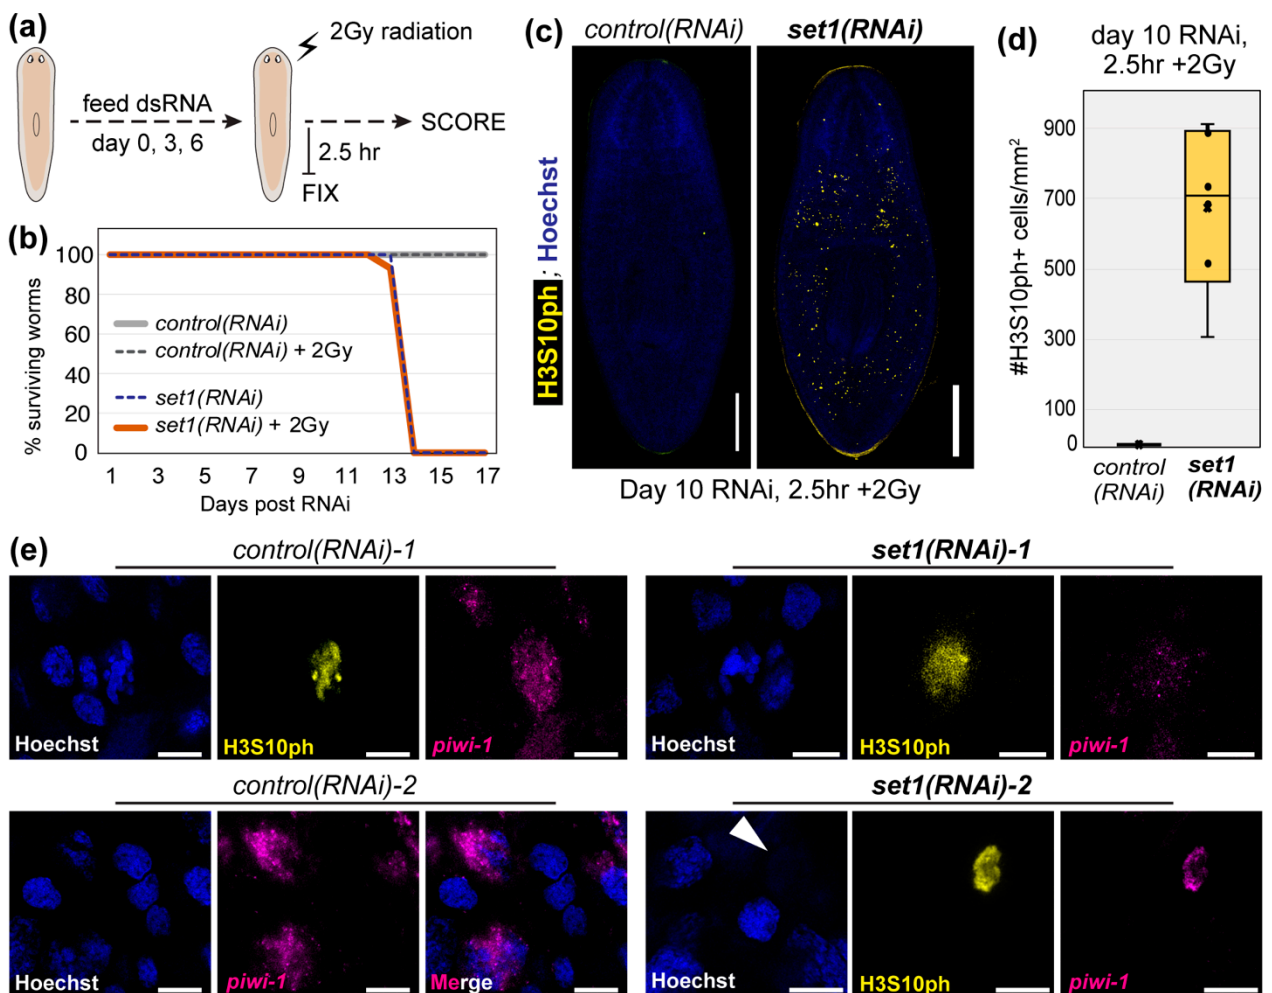 (a)
2Gy radiation
feed dsRNA
day 0, 3, 6
SCORE
2.5 hr
FIX
(b)
% surviving worms
100
80
60
40
20
0
control(RNAi)
control(RNAi) + 2Gy
set1(RNAi)
set1(RNAi) + 2Gy
1 3 5 7 9 11 13 15 17
Days post RNAi
(c)
control(RNAi) set1(RNAi)
H3S10ph; Hoechst
Day 10 RNAi, 2.5hr +2Gy
(d)
day 10 RNAi,
2.5hr +2Gy
#H3S10ph+ cells/mm²
900
700
500
300
100
0
control
(RNAi)
set1
(RNAi)
(e)
control(RNAi)-1
Hoechst H3S10ph piwi-1
set1(RNAi)-1
Hoechst H3S10ph piwi-1
control(RNAi)-2
Hoechst piwi-1 Merge
set1(RNAi)-2
Hoechst H3S10ph piwi-1